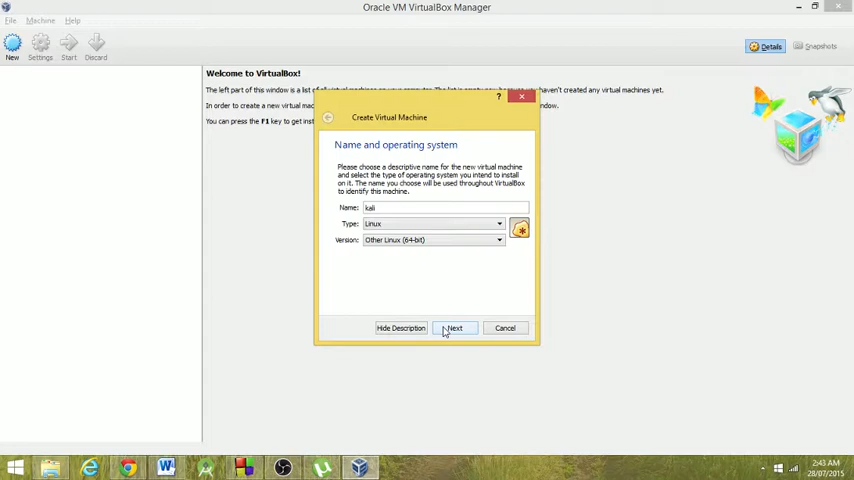 Oracle VM VirtualBox Manager
File Machine Help
New Settings Start Discard
Details Snapshots
Welcome to VirtualBox!
The left part of this window is a list of all virtual machines on your computer. The list is empty now because you haven't created any virtual machines yet.
In order to create a new virtual mac
ndow.
You can press the F1 key to get inst
?
Create Virtual Machine
Name and operating system
Please choose a descriptive name for the new virtual machine
and select the type of operating system you intend to install
on it. The name you choose will be used throughout VirtualBox
to identify this machine.
Name: kali
Type: Linux
Version: Other Linux (64-bit)
Hide Description Next Cancel
2:43 AM
28/07/2015